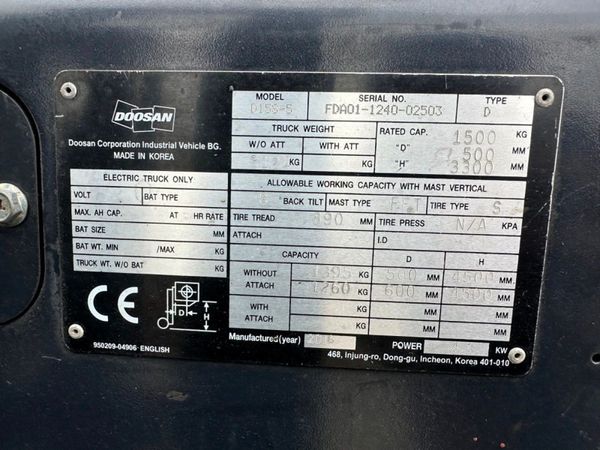 DOOSAN
Doosan Corporation Industrial Vehicle BG.
MADE IN KOREA
MODEL D15S-5
SERIAL NO. FDA01-1240-02503
TYPE D
TRUCK WEIGHT
W/O ATT WITH ATT
KG KG
RATED CAP. 1500 KG
"D" 500 MM
"H" 3300 MM
ELECTRIC TRUCK ONLY
VOLT BAT TYPE
MAX. AH CAP. AT HR RATE
BAT SIZE MM
BAT WT. MIN /MAX KG
TRUCK WT. W/O BAT KG
ALLOWABLE WORKING CAPACITY WITH MAST VERTICAL
BACK TILT MAST TYPE FFT TIRE TYPE S
TIRE TREAD 890 MM TIRE PRESS N/A KPA
ATTACH I.D
CAPACITY D H
WITHOUT ATTACH
1395 KG 500 MM 4500 MM
1260 KG 600 MM 4500 MM
WITH ATTACH
KG MM MM
KG MM MM
CE
D H
Manufactured(year) POWER KW
468, Injung-ro, Dong-gu, Incheon, Korea 401-010
950209-04906 ENGLISH